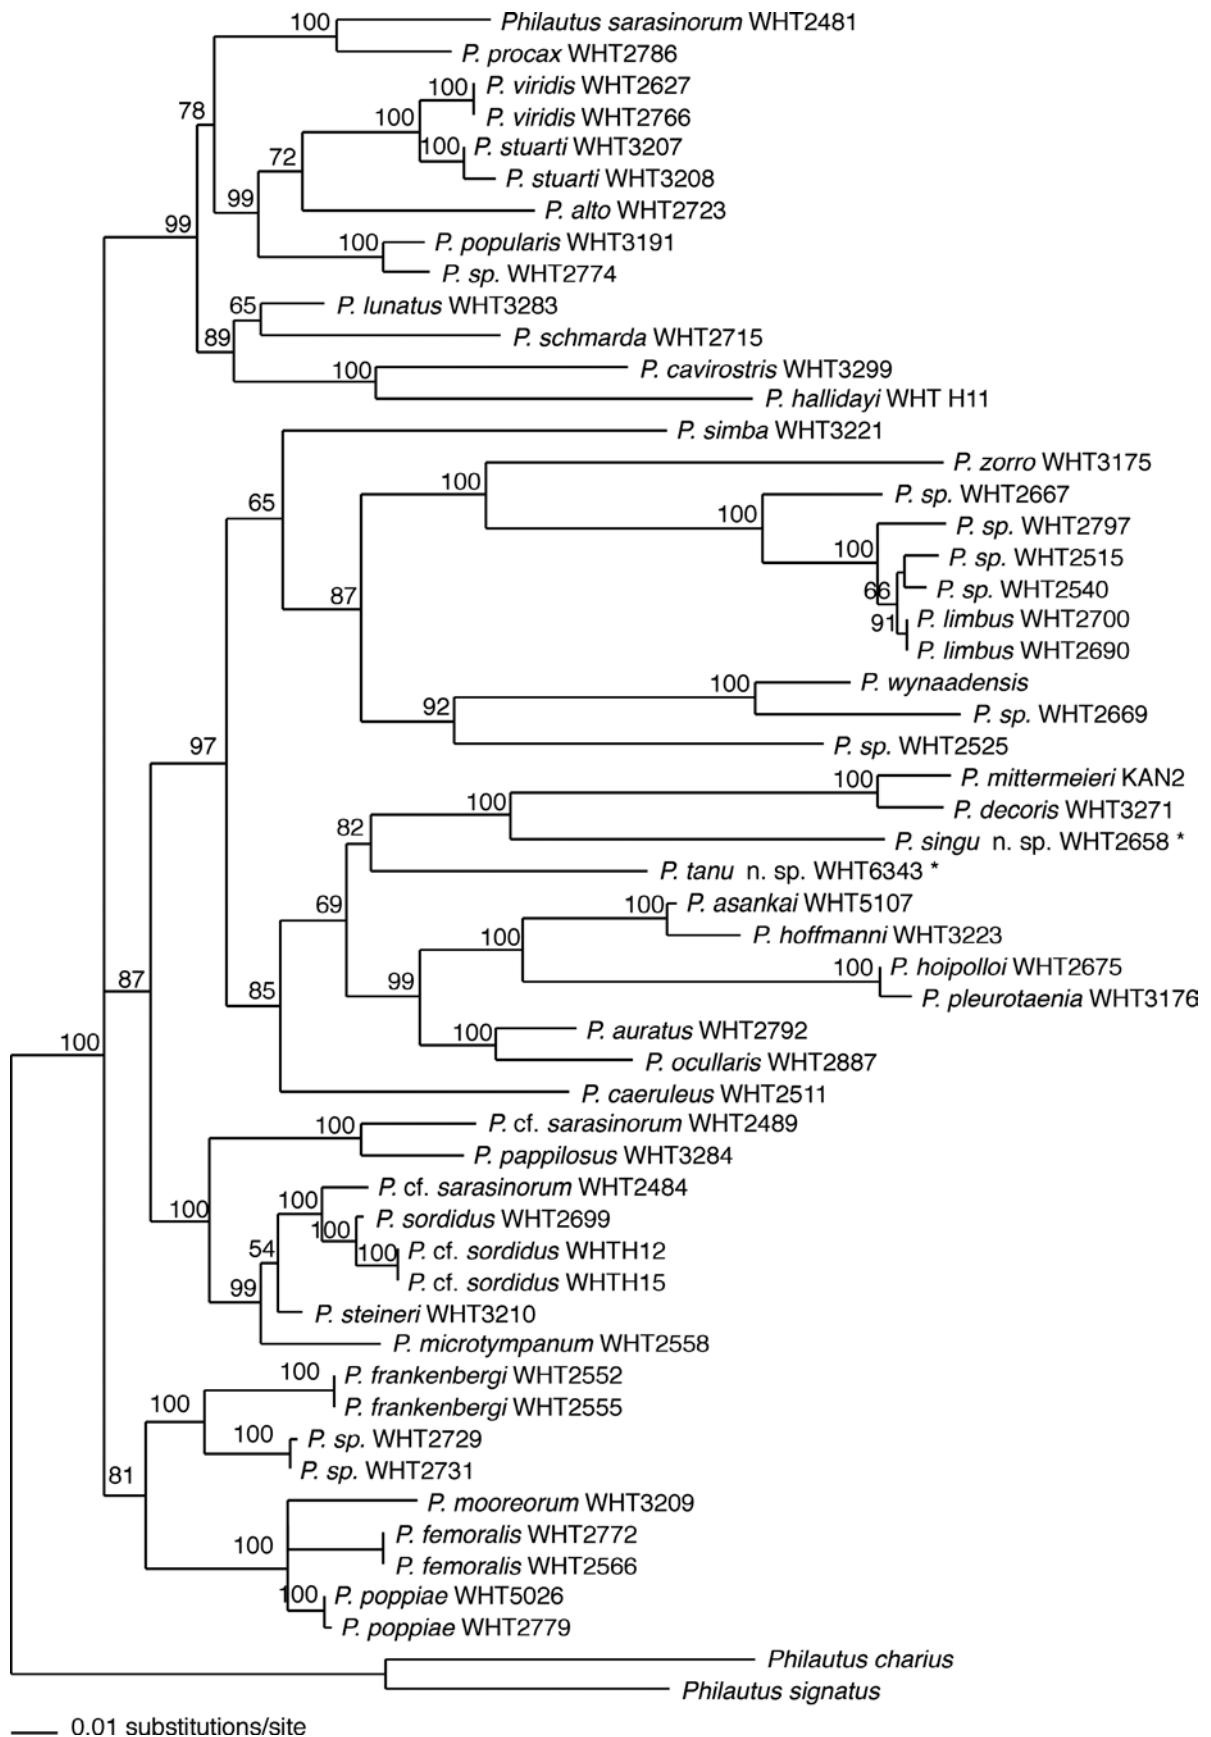 100 Philautus sarasinorum WHT2481
P. procax WHT2786
100 P. viridis WHT2627
78 100 P. viridis WHT2766
100 P. stuarti WHT3207
72 P. stuarti WHT3208
99 P. alto WHT2723
99 100 P. popularis WHT3191
P. sp. WHT2774
65 P. lunatus WHT3283
89 P. schmarda WHT2715
100 P. cavirostris WHT3299
P. hallidayi WHT H11
P. simba WHT3221
P. zorro WHT3175
65 100 P. sp. WHT2667
100 P. sp. WHT2797
100 P. sp. WHT2515
87 66 P. sp. WHT2540
91 P. limbus WHT2700
P. limbus WHT2690
100 P. wynaadensis
92 P. sp. WHT2669
97 P. sp. WHT2525
100 P. mittermeieri KAN2
100 P. decoris WHT3271
82 P. singu n. sp. WHT2658 *
P. tanu n. sp. WHT6343 *
69 100 P. asankai WHT5107
100 P. hoffmanni WHT3223
87 99 100 P. hoipolloi WHT2675
85 P. pleurotaenia WHT3176
100 P. auratus WHT2792
100 P. ocullaris WHT2887
P. caeruleus WHT2511
100 P. cf. sarasinorum WHT2489
P. pappilosus WHT3284
100 100 P. cf. sarasinorum WHT2484
100 P. sordidus WHT2699
54 100 P. cf. sordidus WHTH12
99 P. cf. sordidus WHTH15
P. steineri WHT3210
P. microtympanum WHT2558
100 P. frankenbergi WHT2552
100 P. frankenbergi WHT2555
100 P. sp. WHT2729
81 P. sp. WHT2731
P. mooreorum WHT3209
100 P. femoralis WHT2772
P. femoralis WHT2566
100 P. poppiae WHT5026
P. poppiae WHT2779
Philautus charius
Philautus signatus
0.01 substitutions/site